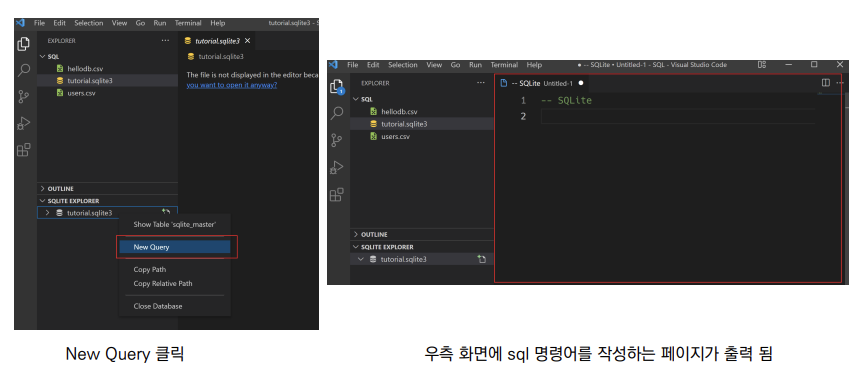 File Edit Selection View Go Run Terminal Help tutorial.sqlite3 - S
EXPLORER ···
SQL
hellodb.csv
tutorial.sqlite3
users.csv
OUTLINE
SQLITE EXPLORER
tutorial.sqlite3
tutorial.sqlite3
tutorial.sqlite3
The file is not displayed in the editor beca
you want to open it anyway?
Show Table 'sqlite_master'
New Query
Copy Path
Copy Relative Path
Close Database
New Query 클릭
File Edit Selection View Go Run Terminal Help ● -- SQLite • Untitled-1 - SQL - Visual Studio Code
EXPLORER ···
SQL
hellodb.csv
tutorial.sqlite3
users.csv
OUTLINE
SQLITE EXPLORER
tutorial.sqlite3
1
-- SQLite Untitled-1 ●
1 -- SQLite
2
우측 화면에 sql 명령어를 작성하는 페이지가 출력 됨